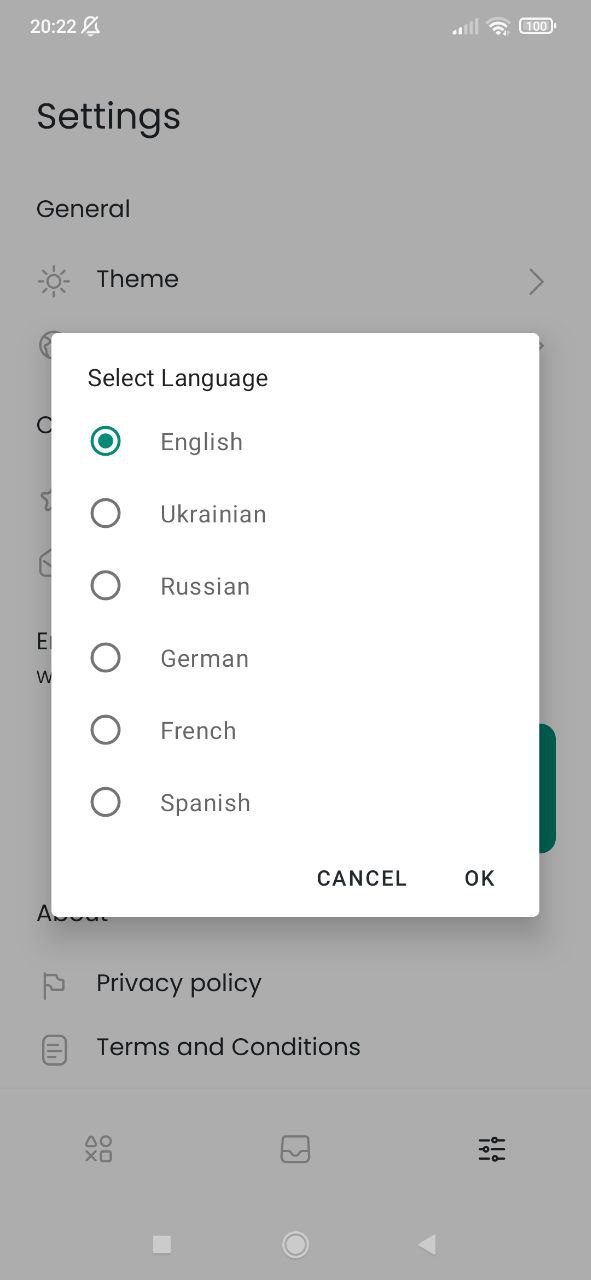 20:22
100
Settings
General
Theme
Select Language
English
Ukrainian
Russian
German
French
Spanish
CANCEL
OK
About
Privacy policy
Terms and Conditions